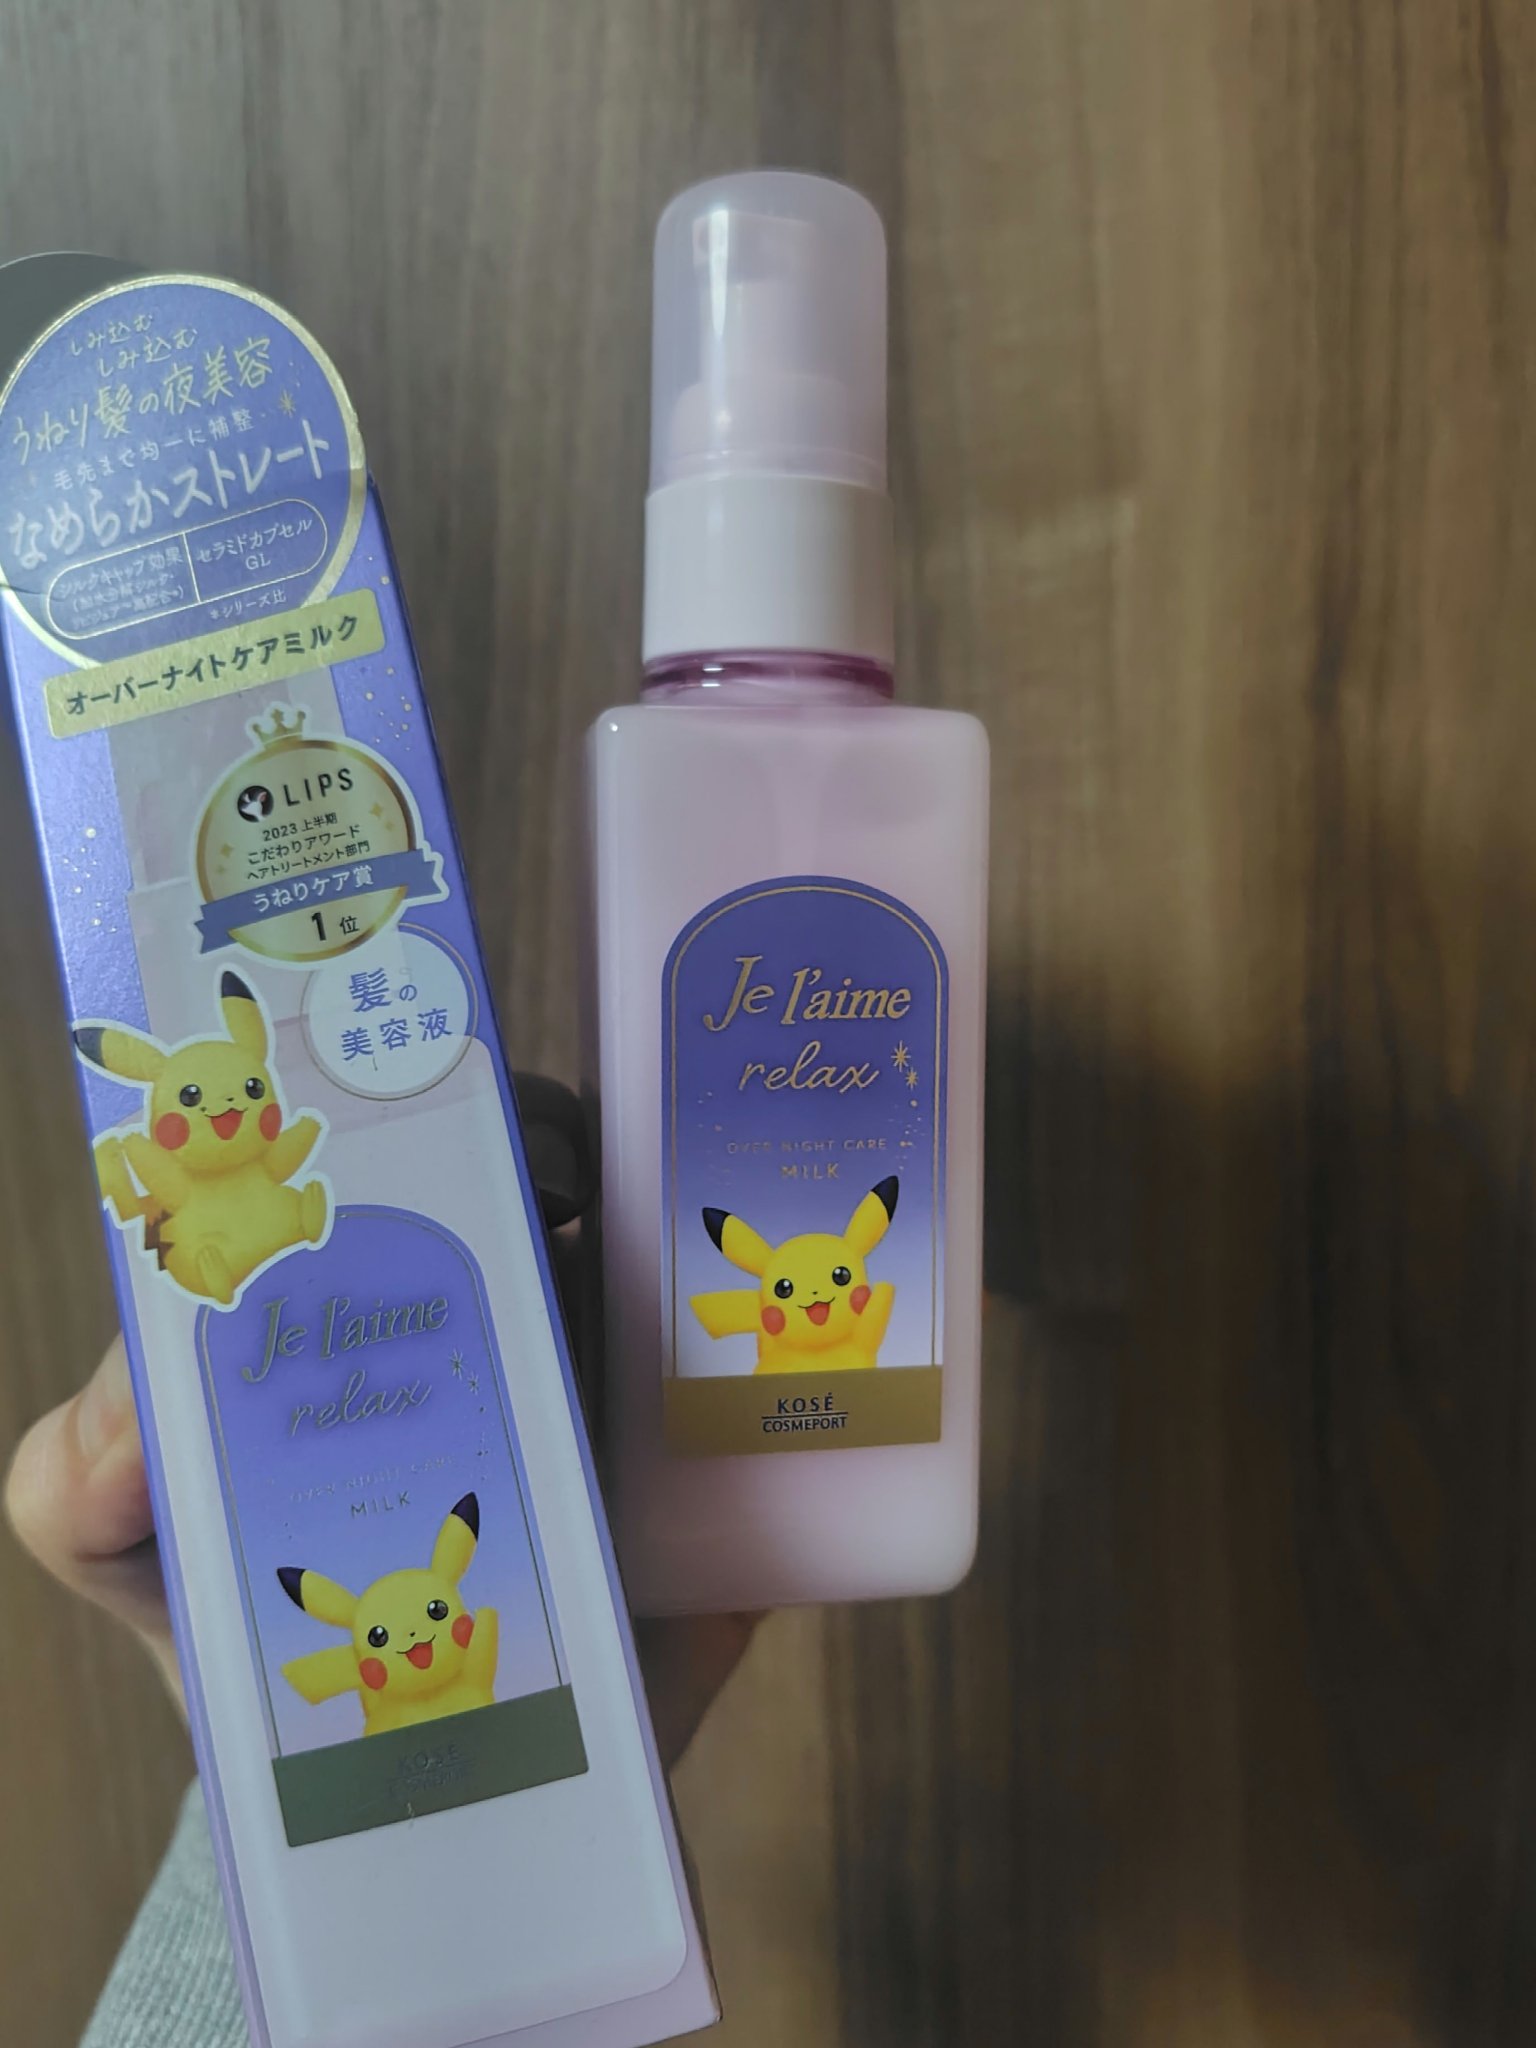 しみ込む
しみ込む
うねり髪の夜美容
毛先まで均一に補整
なめらかストレート
シルクキャップ効果
セラミドカプセル
GL
*シリーズ比
オーバーナイトケアミルク
LIPS
2023 上半期
こだわりアワード
ヘアトリートメント部門
うねりケア賞
1位
髪の
美容液
Je l'aime
relax
OVER NIGHT CARE
MILK
KOSÉ
COSMEPORT
Je l'aime
relax
OVER NIGHT CARE
MILK
KOSÉ
COSMEPORT